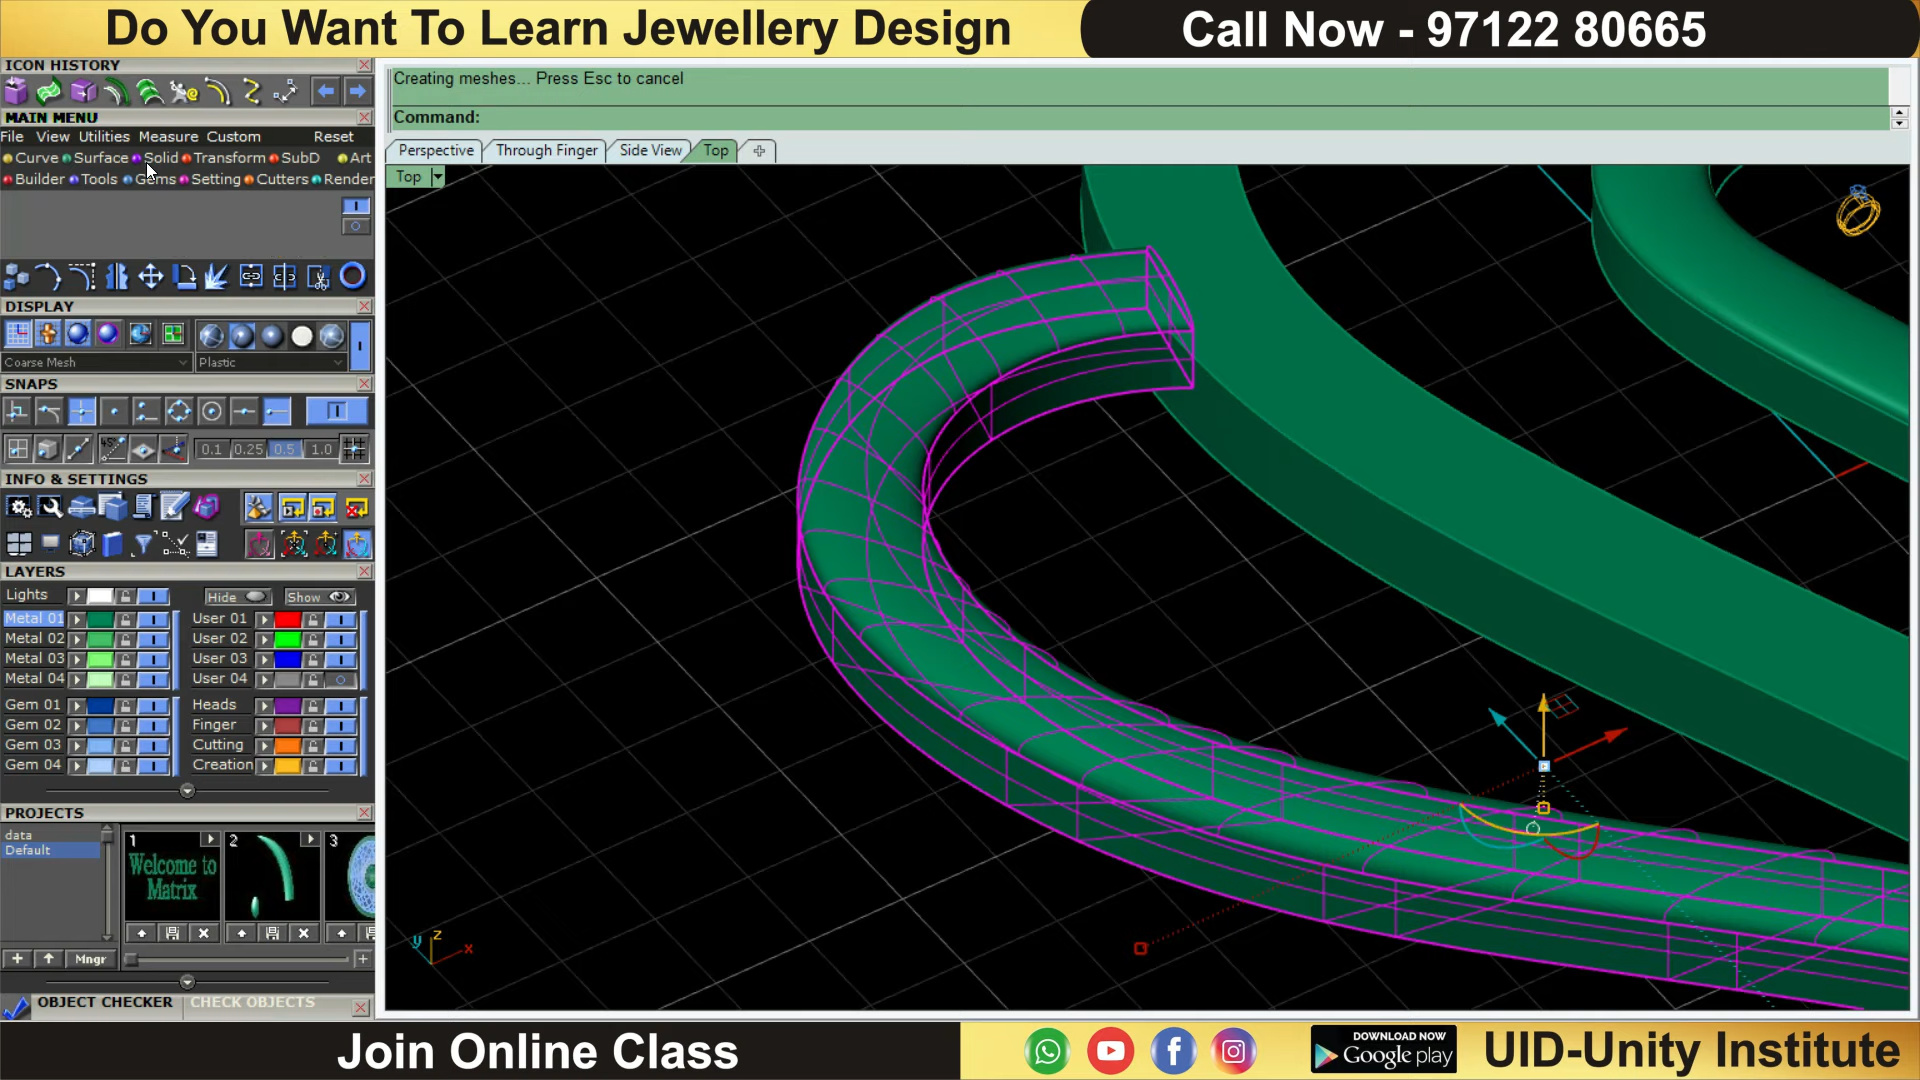 Do You Want To Learn Jewellery Design
Call Now - 97122 80665
ICON HISTORY
MAIN MENU
File View Utilities Measure Custom Reset
Curve Surface Solid Transform SubD Art
Builder Tools Gems Setting Cutters Render
DISPLAY
Coarse Mesh Plastic
SNAPS
45°
0.1 0.25 0.5 1.0
INFO & SETTINGS
LAYERS
Lights Hide Show
Metal 01 User 01
Metal 02 User 02
Metal 03 User 03
Metal 04 User 04
Gem 01 Heads
Gem 02 Finger
Gem 03 Cutting
Gem 04 Creation
PROJECTS
data
Default
1 2 3
Welcome to
Matrix
Mngr
OBJECT CHECKER CHECK OBJECTS
Creating meshes... Press Esc to cancel
Command:
Perspective Through Finger Side View Top
Top
y z x
Join Online Class
DOWNLOAD NOW
Google play
UID-Unity Institute